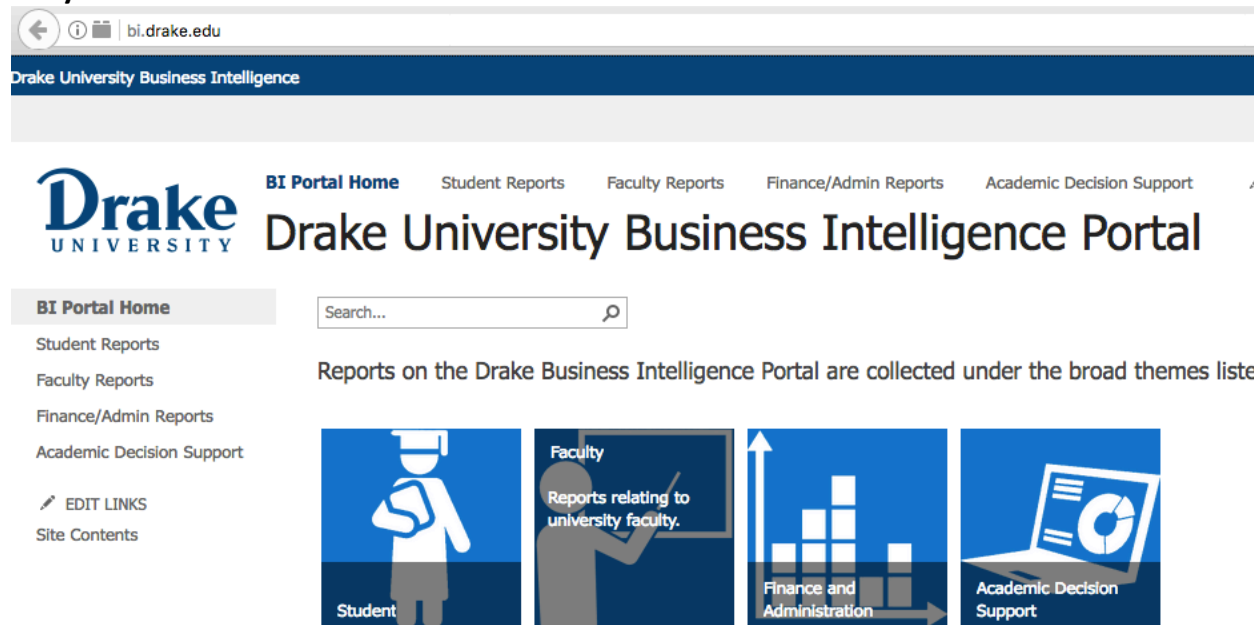 bi.drake.edu
Drake University Business Intelligence
Drake
UNIVERSITY
BI Portal Home Student Reports Faculty Reports Finance/Admin Reports Academic Decision Support
Drake University Business Intelligence Portal
BI Portal Home
Student Reports
Faculty Reports
Finance/Admin Reports
Academic Decision Support
EDIT LINKS
Site Contents
Search...
Reports on the Drake Business Intelligence Portal are collected under the broad themes liste
Student
Faculty
Reports relating to
university faculty.
Finance and
Administration
Academic Decision
Support